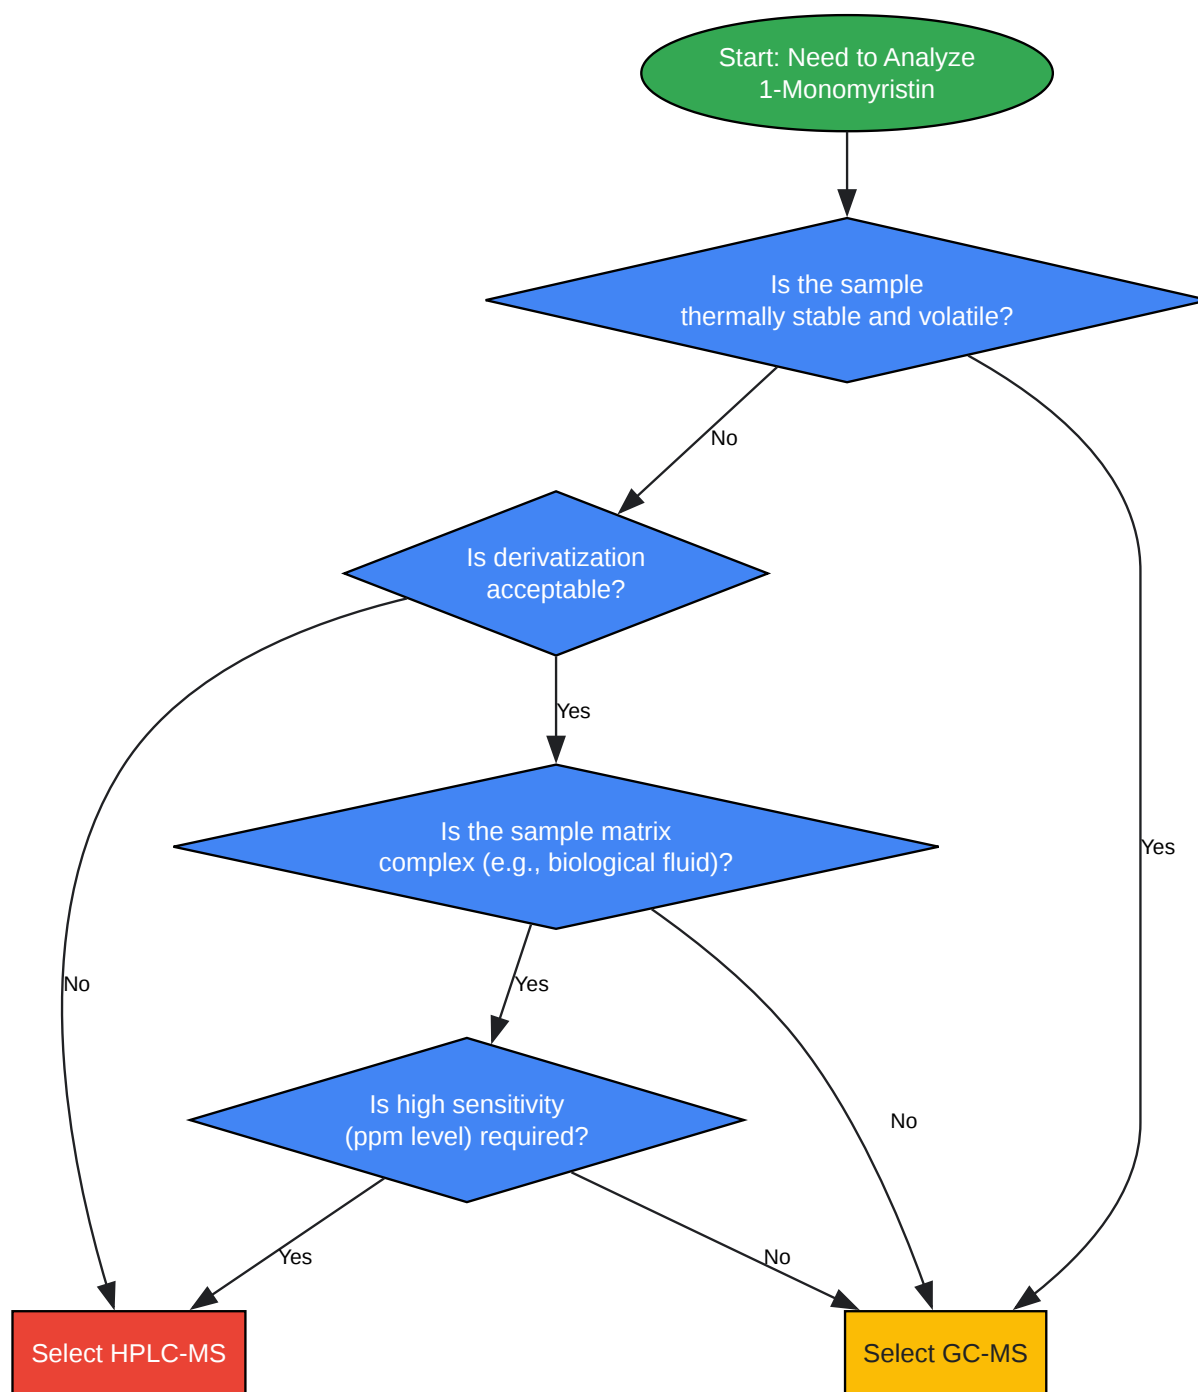 Start: Need to Analyze
1-Monomyristin
Is the sample
thermally stable and volatile?
No
Is derivatization
acceptable?
Yes
Is the sample matrix
complex (e.g., biological fluid)?
Yes
No
Yes
Is high sensitivity
(ppm level) required?
No
Yes
No
Select HPLC-MS
Select GC-MS